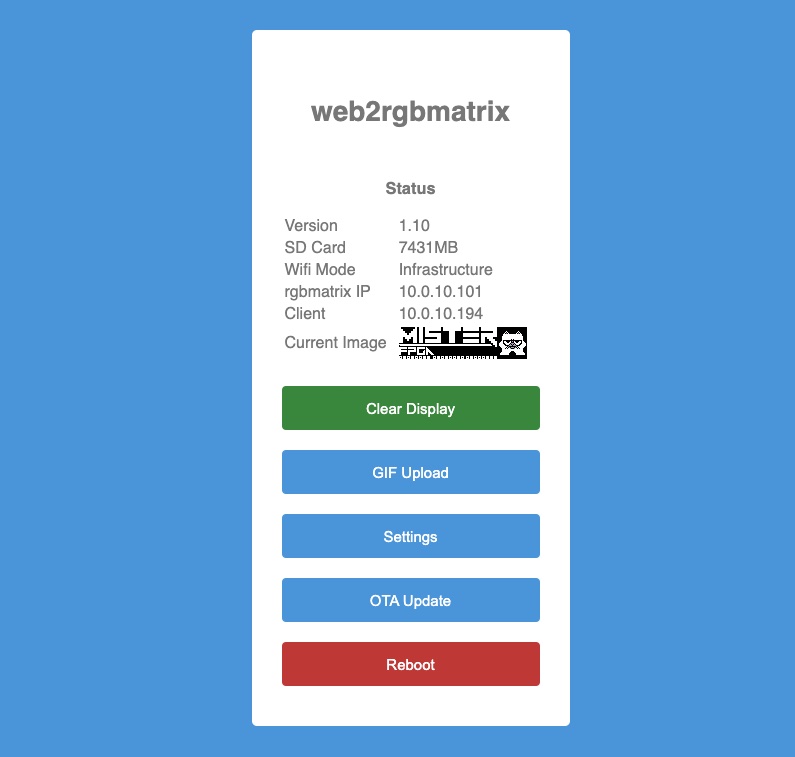 web2rgbmatrix
Status
Version 1.10
SD Card 7431MB
Wifi Mode Infrastructure
rgbmatrix IP 10.0.10.101
Client 10.0.10.194
Current Image MISTER
FPGA
Clear Display
GIF Upload
Settings
OTA Update
Reboot